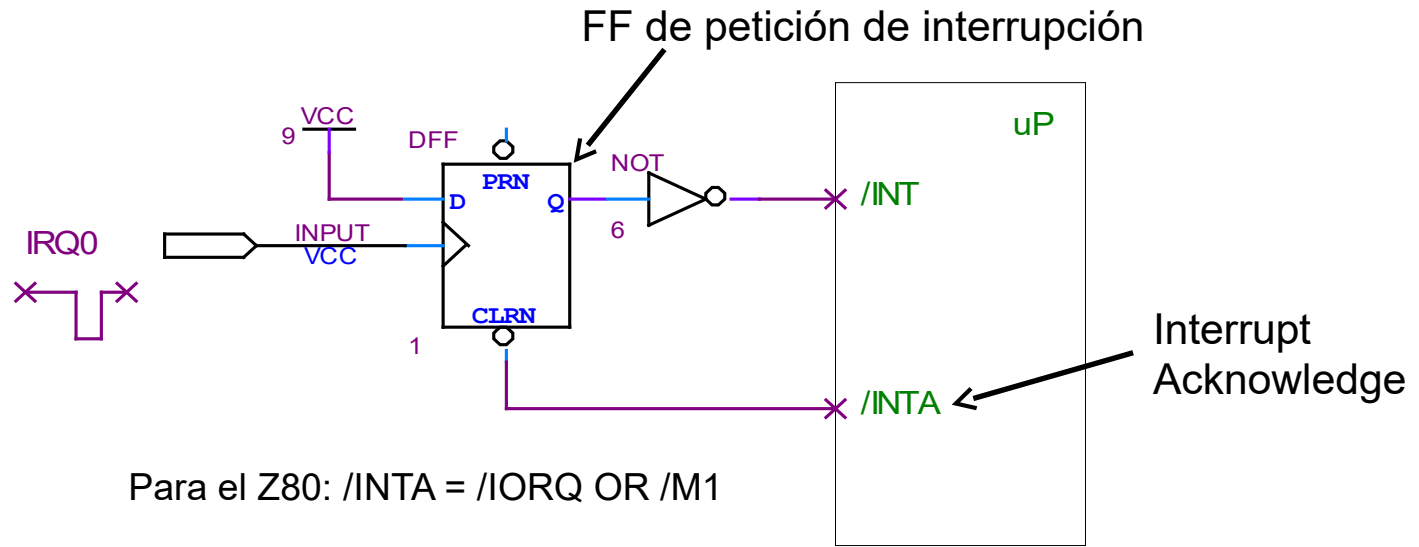 FF de petición de interrupción
VCC
9
DFF
uP
PRN
NOT
D
Q
/INT
6
IRQ0
INPUT
VCC
CLRN
1
Interrupt
Acknowledge
/INTA
Para el Z80: /INTA = /IORQ OR /M1